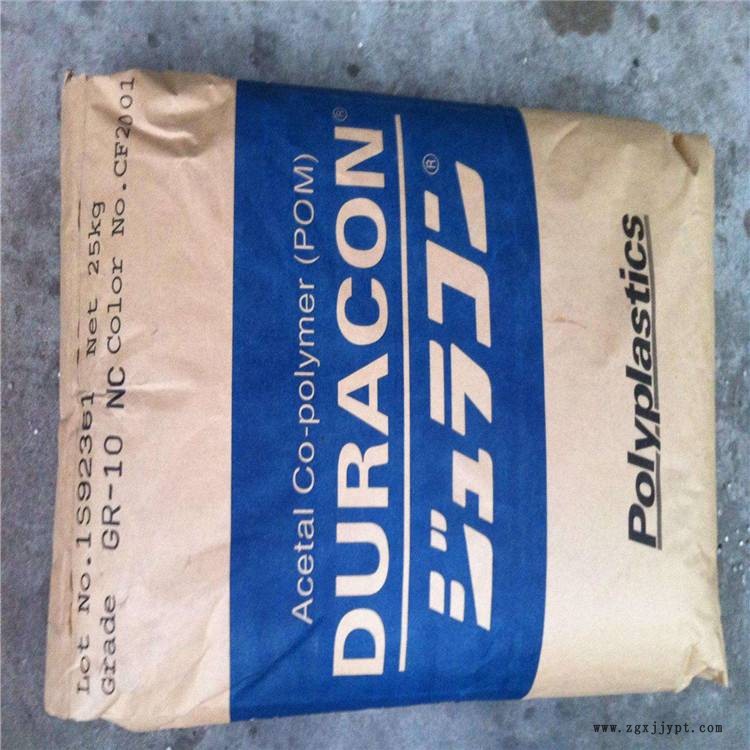 Lot No.1S92361 Net 25kg
Grade GR-10 NC Color No.CF2001
Acetal Co-polymer (POM)
DURACON®
ジュラコン®
Polyplastics
www.zgxjjypt.com